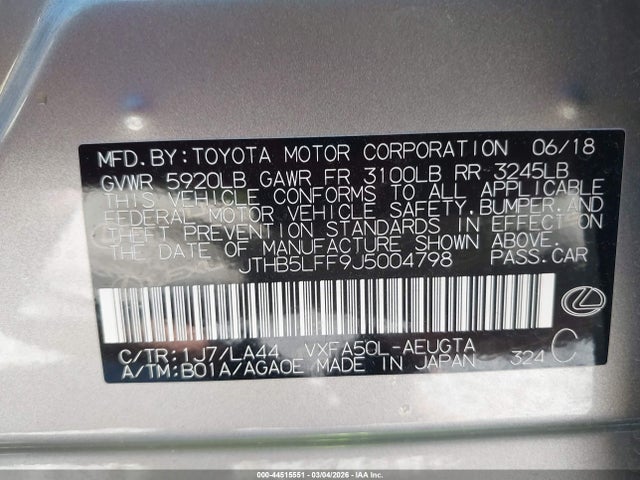 MFD.BY:TOYOTA MOTOR CORPORATION 06/18
GVWR 5920LB GAWR FR 3100LB RR 3245LB
THIS VEHICLE CONFORMS TO ALL APPLICABLE
FEDERAL MOTOR VEHICLE SAFETY,BUMPER,AND
THEFT PREVENTION STANDARDS IN EFFECT
ON THE DATE OF MANUFACTURE SHOWN ABOVE.
JTHB5LFF9J5004798 PASS.CAR
C/TR:1J7/LA44 VXFA50L-AEUGTA
A/TM:B01A/AGA0E MADE IN JAPAN 324 C
000-44515551 | 03/04/2026 | IAA Inc.